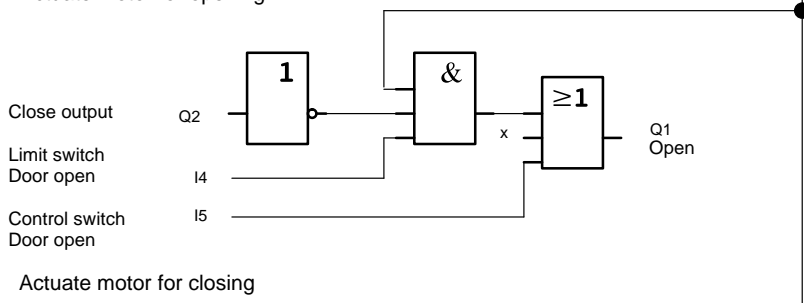 1
&
≥1
Close output Q2
x
Q1
Open
Limit switch
Door open I4
Control switch I5
Door open
Actuate motor for closing